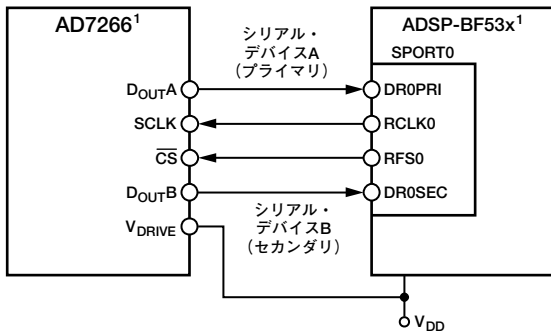 AD7266¹
ADSP-BF53x¹
SPORT0
シリアル・
デバイスA
(プライマリ)
DOUTA
DR0PRI
SCLK
RCLK0
CS
RFS0
DOUTB
DR0SEC
シリアル・
デバイスB
(セカンダリ)
VDRIVE
VDD